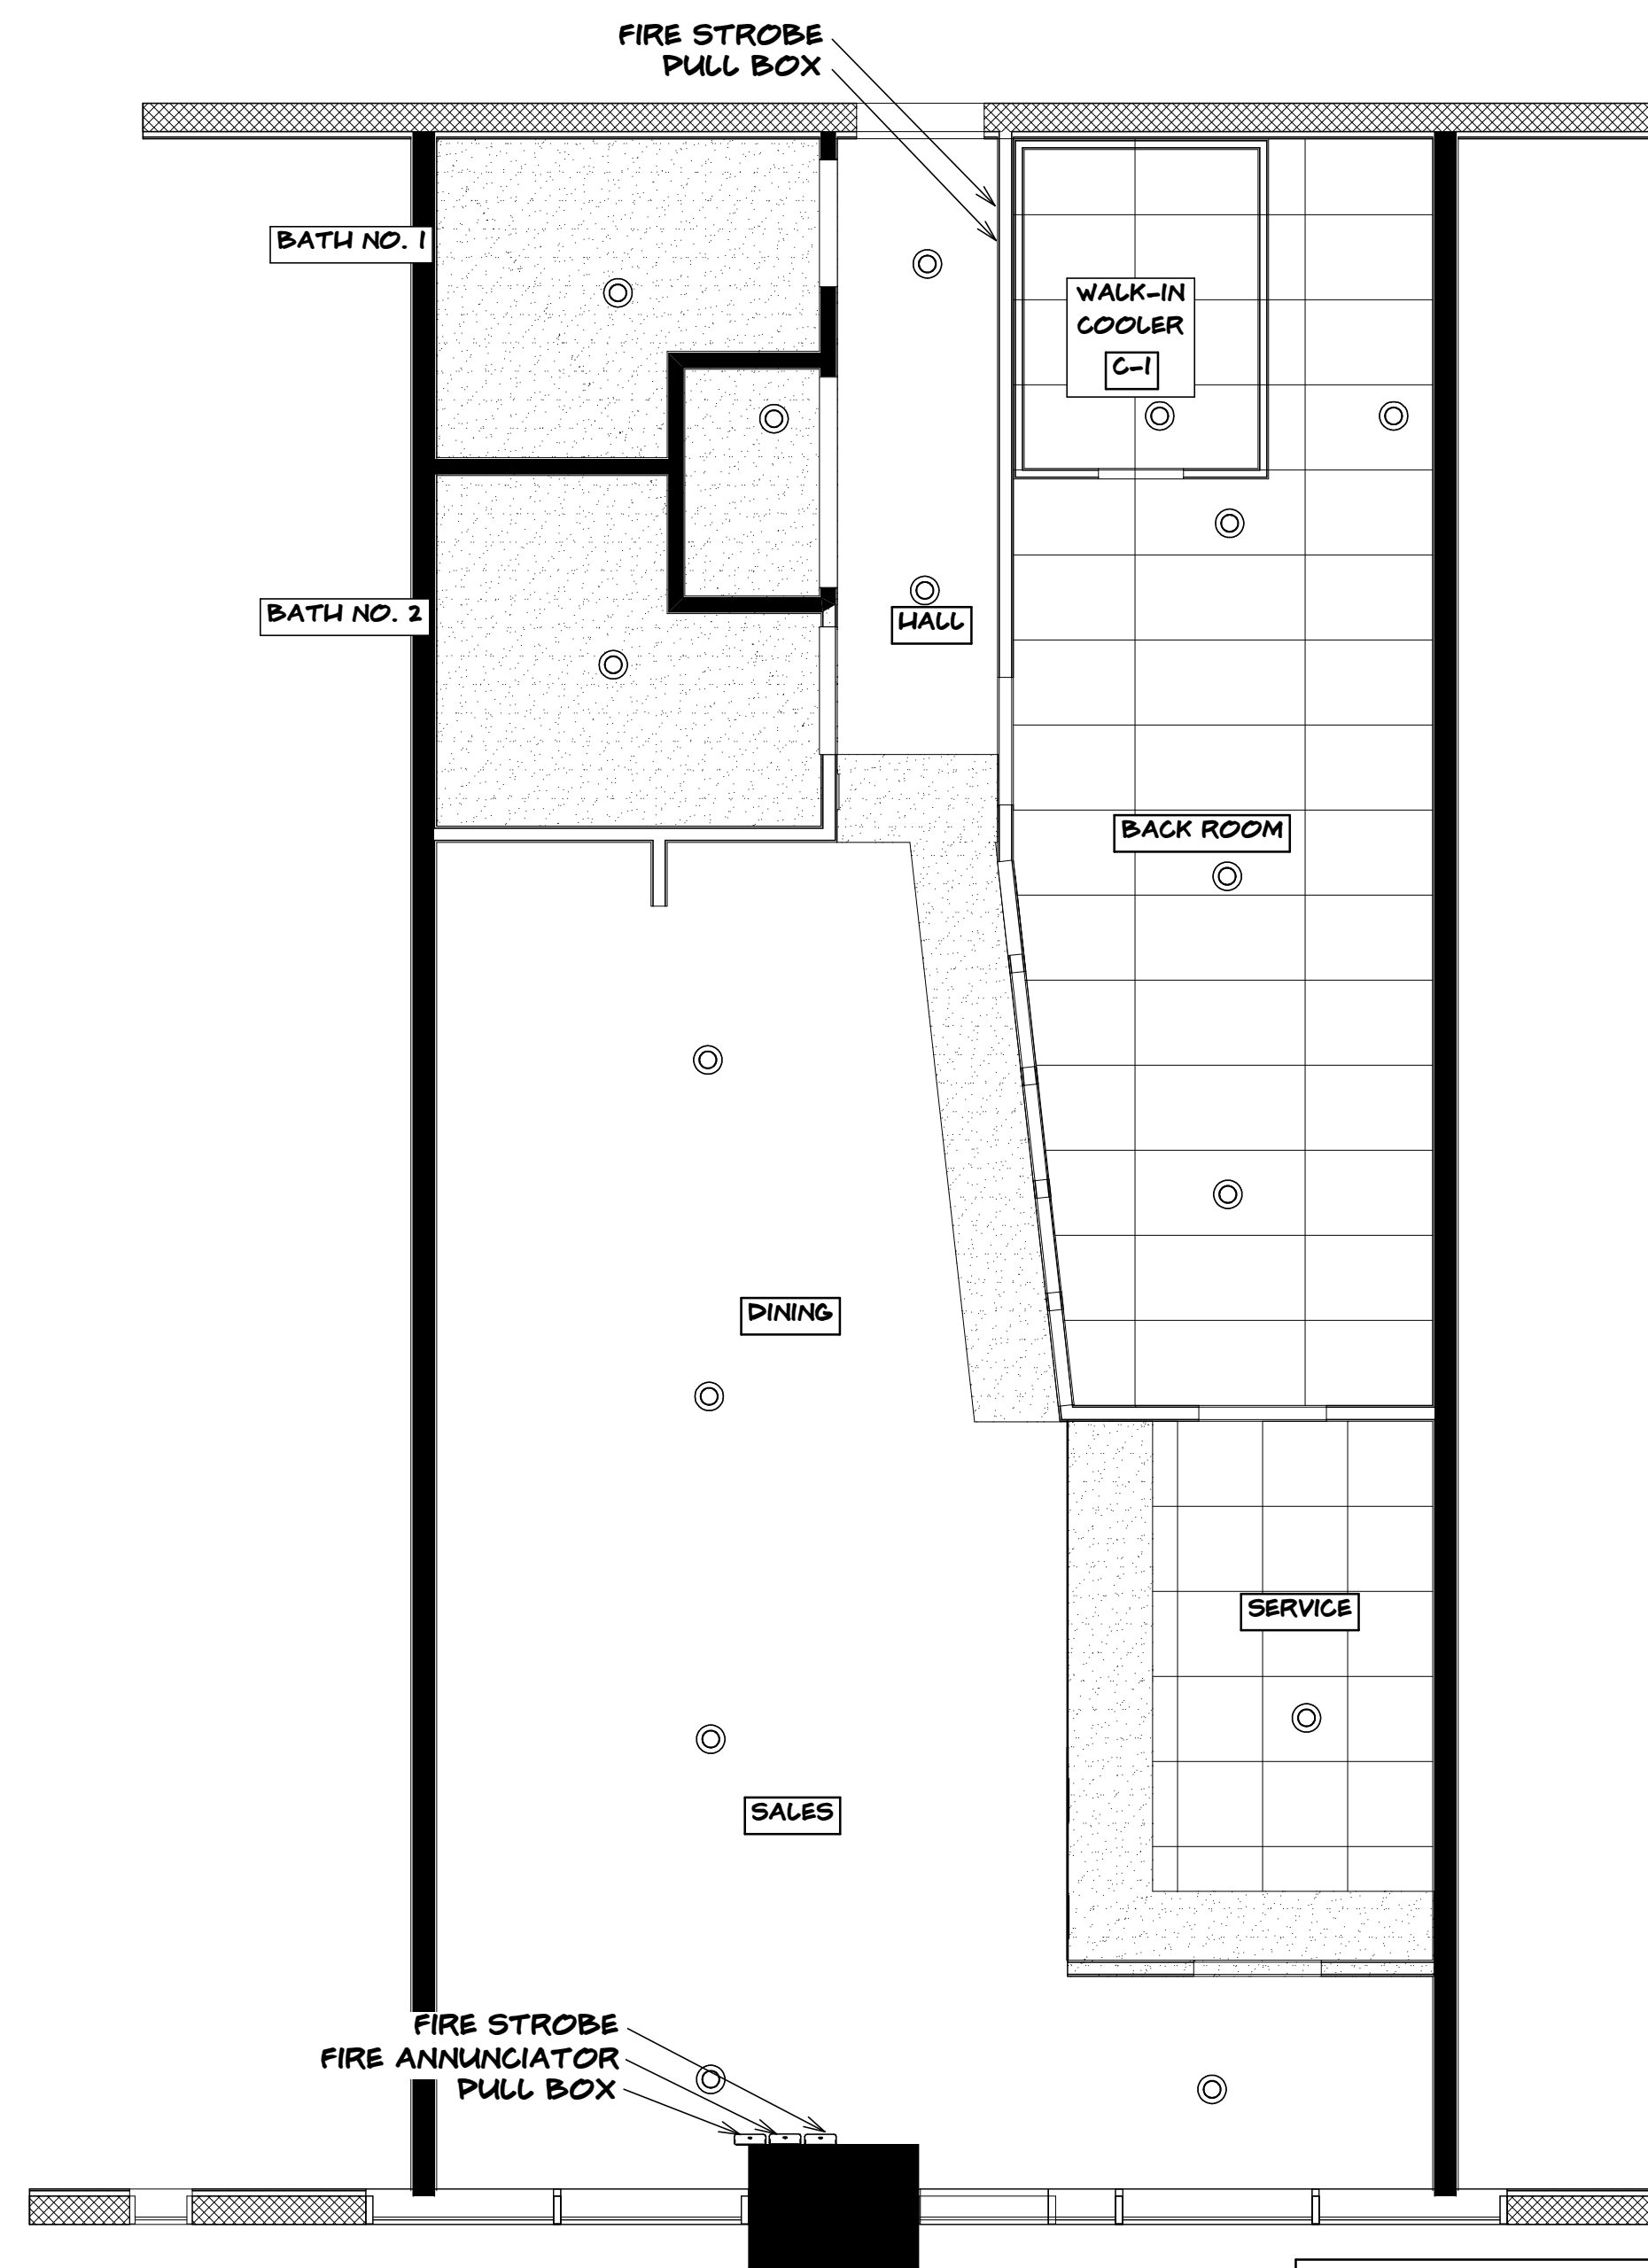 FIRE STROBE
PULL BOX
BATH NO. 1
WALK-IN
COOLER
C-1
BATH NO. 2
HALL
BACK ROOM
DINING
SERVICE
SALES
FIRE STROBE
FIRE ANNUNCIATOR
PULL BOX